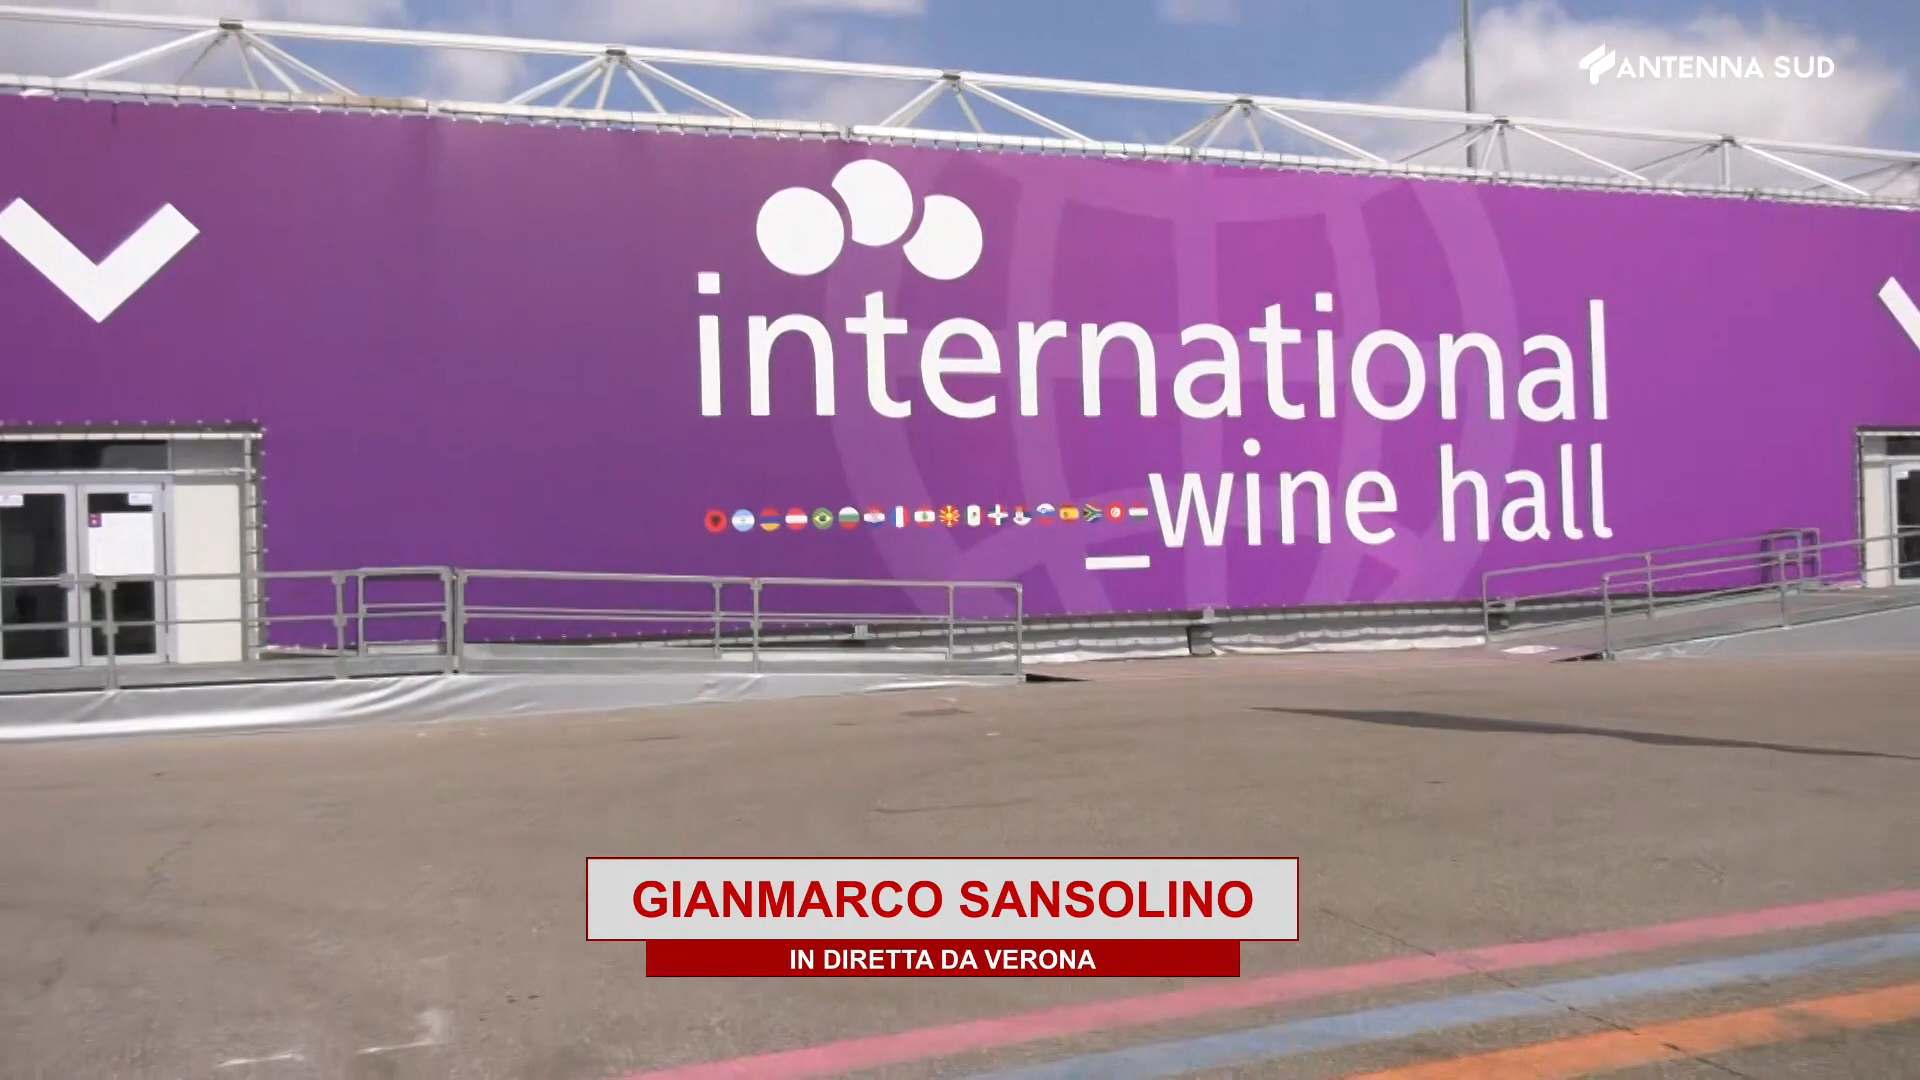 ANTENNA SUD
international
_wine hall
GIANMARCO SANSOLINO
IN DIRETTA DA VERONA